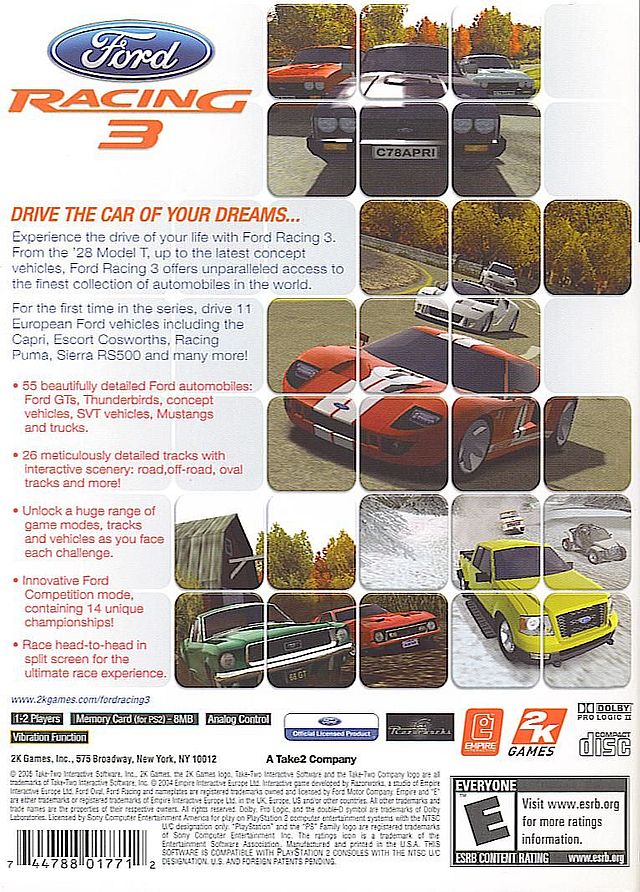 Ford
RACING
3
C78APRI
DRIVE THE CAR OF YOUR DREAMS...
Experience the drive of your life with Ford Racing 3.
From the '28 Model T, up to the latest concept
vehicles, Ford Racing 3 offers unparalleled access to
the finest collection of automobiles in the world.
For the first time in the series, drive 11
European Ford vehicles including the
Capri, Escort Cosworths, Racing
Puma, Sierra RS500 and many more!
• 55 beautifully detailed Ford automobiles:
Ford GTs, Thunderbirds, concept
vehicles, SVT vehicles, Mustangs
and trucks.
• 26 meticulously detailed tracks with
interactive scenery: road,off-road, oval
tracks and more!
• Unlock a huge range of
game modes, tracks
and vehicles as you face
each challenge.
• Innovative Ford
Competition mode,
containing 14 unique
championships!
• Race head-to-head in
split screen for the
ultimate race experience.
68 GT
www.2kgames.com/fordracing3
1-2 Players
Memory Card (for PS2) – 8MB
Analog Control
Vibration Function
Ford
Official Licensed Product
Razorworks
EMPIRE
INTERACTIVE
2K
GAMES
DOLBY
PRO LOGIC II
COMPACT
disc
2K Games, Inc., 575 Broadway, New York, NY 10012
A Take2 Company
© 2005 Take-Two Interactive Software, Inc., 2K Games, the 2K Games logo, Take-Two Interactive Software and the Take-Two Company logo are all
trademarks of Take-Two Interactive Software, Inc. © 2004 Empire Interactive Europe Ltd. Interactive game developed by Razorworks, a studio of Empire
Interactive Europe Ltd. Ford Oval, Ford Racing and nameplates are registered trademarks owned and licensed by Ford Motor Company. Empire and "E"
are either trademarks or registered trademarks of Empire Interactive Europe Ltd. in the UK, Europe, US and/or other countries. All other trademarks and
trade names are the properties of their respective owners. All rights reserved. Dolby, Pro Logic, and the double-D symbol are trademarks of Dolby
Laboratories. Licensed by Sony Computer Entertainment America for play on PlayStation 2 computer entertainment systems with the NTSC
U/C designation only. "PlayStation" and the "PS" Family logo are registered trademarks
of Sony Computer Entertainment Inc. The ratings icon is a trademark of the
Entertainment Software Association. Manufactured and printed in the U.S.A. THIS
SOFTWARE IS COMPATIBLE WITH PLAYSTATION 2 CONSOLES WITH THE NTSC U/C
DESIGNATION. U.S. AND FOREIGN PATENTS PENDING.
7 44788 01771 2
EVERYONE
E
ESRB CONTENT RATING
Visit www.esrb.org
for more ratings
information.
www.esrb.org